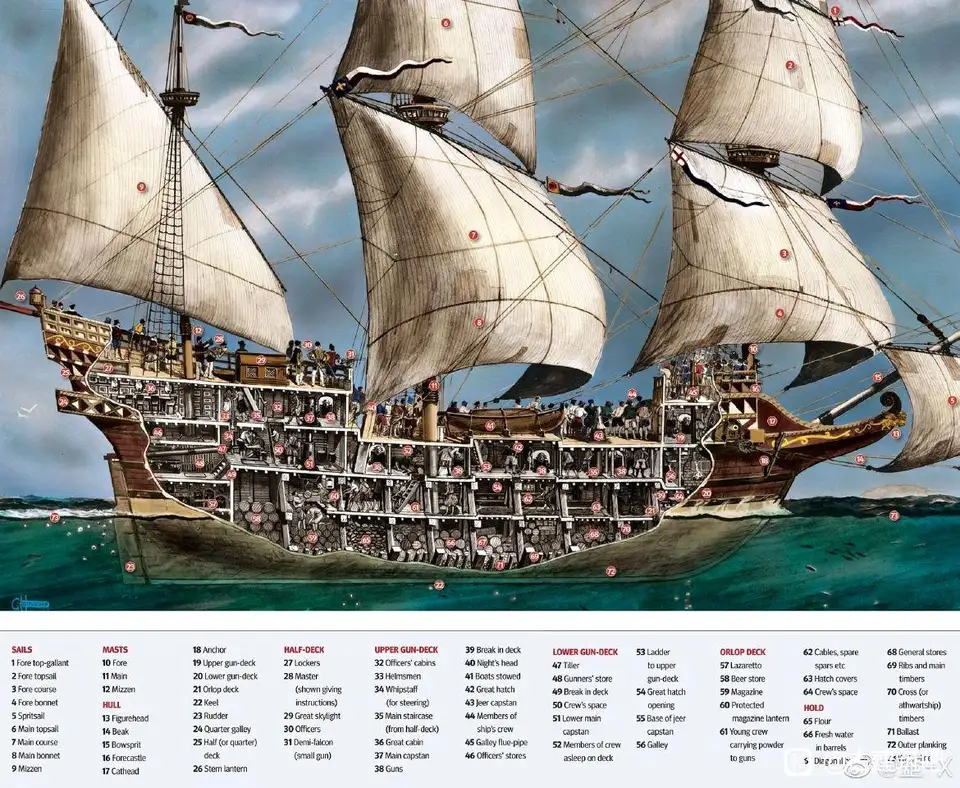 SAILS
1 Fore top-gallant
2 Fore topsail
3 Fore course
4 Fore bonnet
5 Spritsail
6 Main topsail
7 Main course
8 Main bonnet
9 Mizzen
MASTS
10 Fore
11 Main
12 Mizzen
HULL
13 Figurehead
14 Beak
15 Bowsprit
16 Forecastle
17 Cathead
18 Anchor
19 Upper gun-deck
20 Lower gun-deck
21 Orlop deck
22 Keel
23 Rudder
24 Quarter galley
25 Half (or quarter)
deck
26 Stern lantern
HALF-DECK
27 Lockers
28 Master
(shown giving
instructions)
29 Great skylight
30 Officers
31 Demi-falcon
(small gun)
UPPER GUN-DECK
32 Officers' cabins
33 Helmsmen
34 Whipstaff
(for steering)
35 Main staircase
(from half-deck)
36 Great cabin
37 Main capstan
38 Guns
39 Break in deck
40 Night's head
41 Boats stowed
42 Great hatch
43 Jeer capstan
44 Members of
ship's crew
45 Galley flue-pipe
46 Officers' stores
LOWER GUN-DECK
47 Tiller
48 Gunners' store
49 Break in deck
50 Crew's space
51 Lower main
capstan
52 Members of crew
asleep on deck
53 Ladder
to upper
gun-deck
54 Great hatch
opening
55 Base of jeer
capstan
56 Galley
ORLOP DECK
57 Lazaretto
58 Beer store
59 Magazine
60 Protected
magazine lantern
61 Young crew
carrying powder
to guns
62 Cables, spare
spars etc
63 Hatch covers
64 Crew's space
HOLD
65 Flour
66 Fresh water
in barrels
68 General stores
69 Ribs and main
timbers
70 Cross (or
athwartship)
timbers
71 Ballast
72 Outer planking